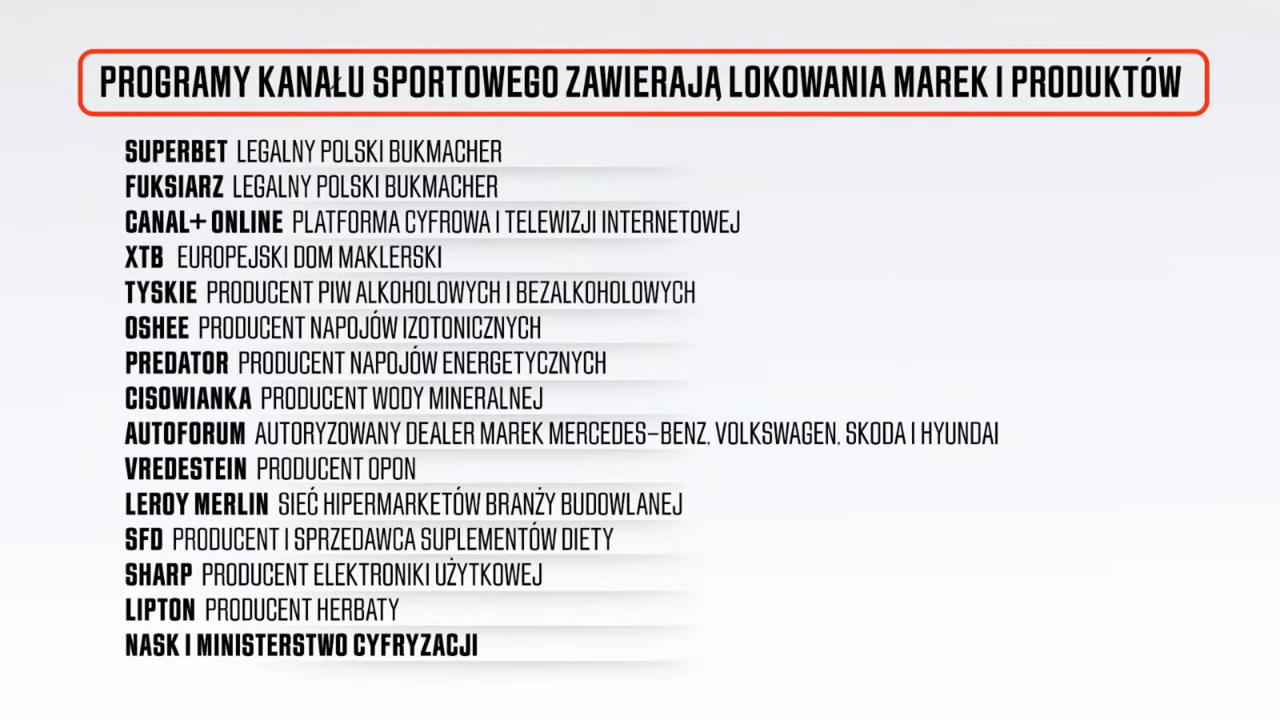 PROGRAMY KANAŁU SPORTOWEGO ZAWIERAJĄ LOKOWANIA MAREK I PRODUKTÓW
SUPERBET LEGALNY POLSKI BUKMACHER
FUKSIARZ LEGALNY POLSKI BUKMACHER
CANAL+ ONLINE PLATFORMA CYFROWA I TELEWIZJI INTERNETOWEJ
XTB EUROPEJSKI DOM MAKLERSKI
TYSKIE PRODUCENT PIW ALKOHOLOWYCH I BEZALKOHOLOWYCH
OSHEE PRODUCENT NAPOJÓW IZOTONICZNYCH
PREDATOR PRODUCENT NAPOJÓW ENERGETYCZNYCH
CISOWIANKA PRODUCENT WODY MINERALNEJ
AUTOFORUM AUTORYZOWANY DEALER MAREK MERCEDES-BENZ, VOLKSWAGEN, SKODA I HYUNDAI
VREDESTEIN PRODUCENT OPON
LEROY MERLIN SIEĆ HIPERMARKETÓW BRANŻY BUDOWLANEJ
SFD PRODUCENT I SPRZEDAWCA SUPLEMENTÓW DIETY
SHARP PRODUCENT ELEKTRONIKI UŻYTKOWEJ
LIPTON PRODUCENT HERBATY
NASK I MINISTERSTWO CYFRYZACJI